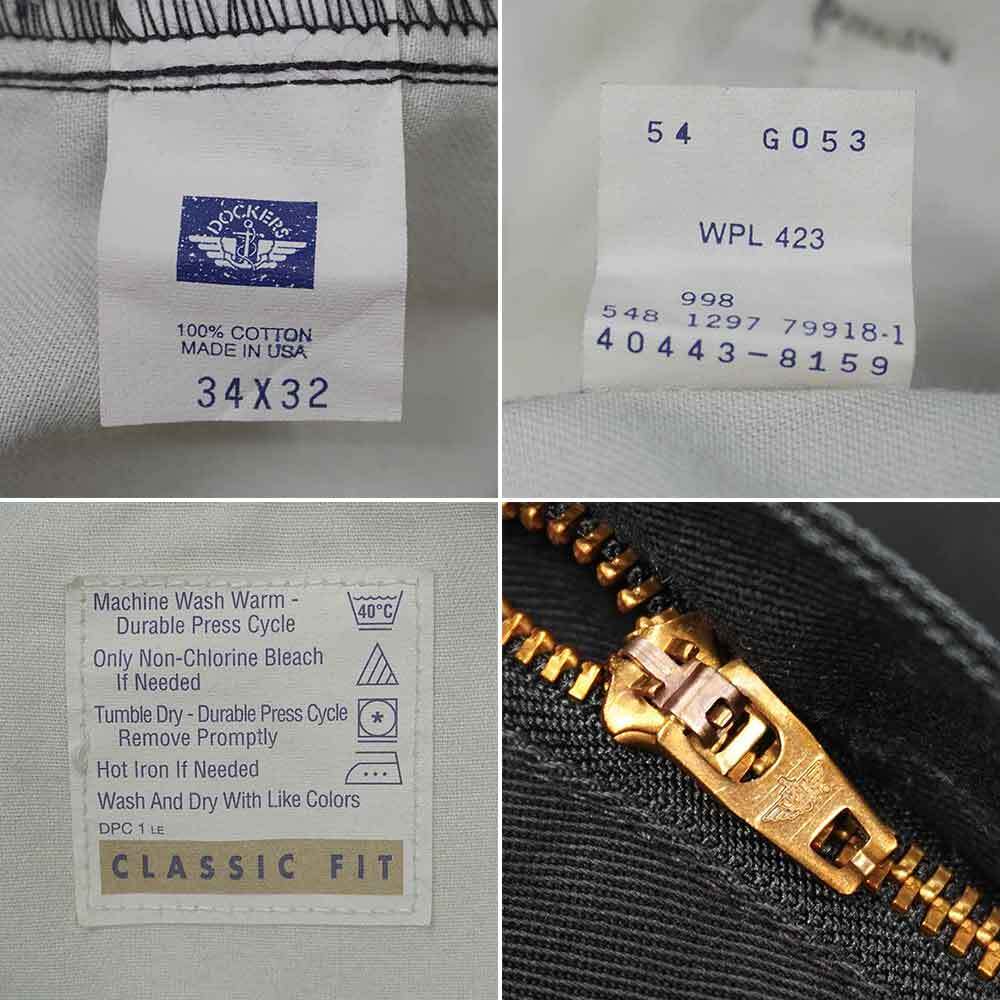 DOCKERS
100% COTTON
MADE IN USA
34X32
54 G053
WPL 423
998
548 1297 79918-1
40443-8159
Machine Wash Warm -
Durable Press Cycle
40°C
Only Non-Chlorine Bleach
If Needed
Tumble Dry - Durable Press Cycle
Remove Promptly
Hot Iron If Needed
Wash And Dry With Like Colors
DPC 1 LE
CLASSIC FIT